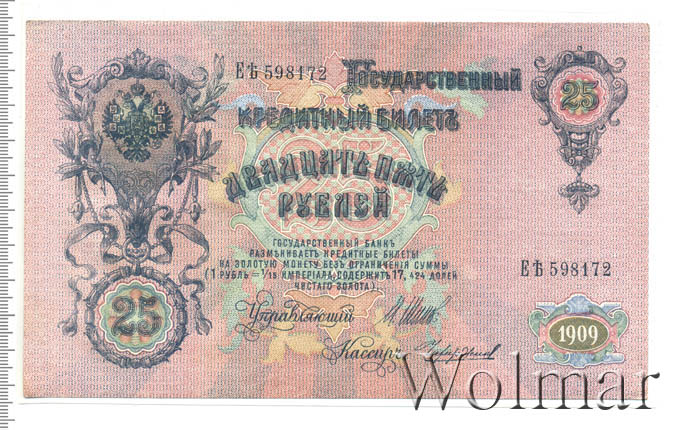 ЕѢ 598172
Государственный
кредитный билетъ
Двадцать пять
рублей
25
25
ГОСУДАРСТВЕННЫЙ БАНКЪ
РАЗМѢНИВАЕТЪ КРЕДИТНЫЕ БИЛЕТЫ
НА ЗОЛОТУЮ МОНЕТУ БЕЗЪ ОГРАНИЧЕНІЯ СУММЫ
(1 РУБЛЬ = 1/15 ИМПЕРІАЛА, СОДЕРЖИТЪ 17,424 ДОЛЕЙ
ЧИСТАГО ЗОЛОТА).
ЕѢ 598172
25
Управляющій
Кассиръ
1909
Wolmar